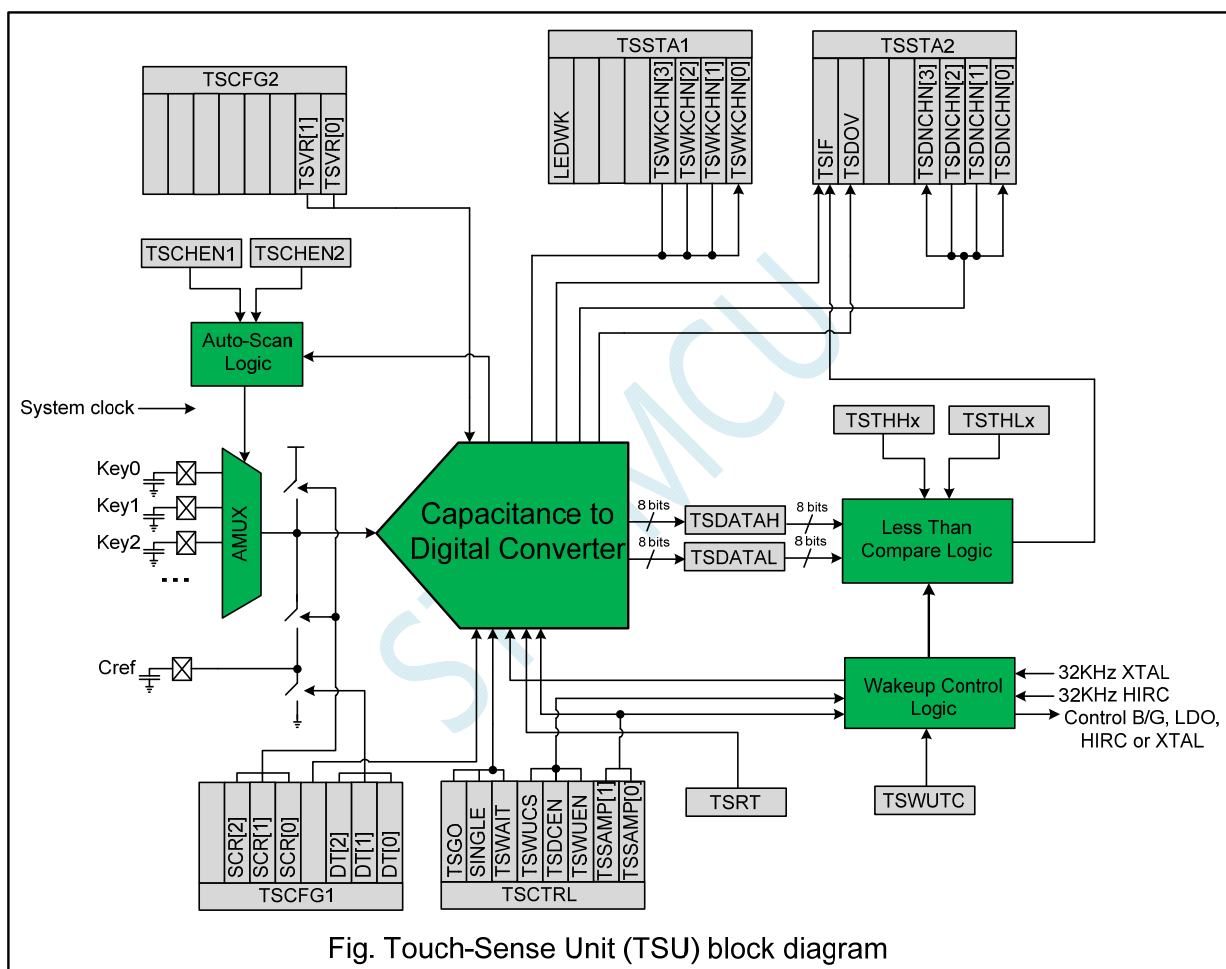 TSCFG2
TSVR[1]
TSVR[0]
TSSTA1
LEDWK
TSWKCHN[3]
TSWKCHN[2]
TSWKCHN[1]
TSWKCHN[0]
TSSTA2
TSIF
TSDOV
TSDNCHN[3]
TSDNCHN[2]
TSDNCHN[1]
TSDNCHN[0]
TSCHEN1
TSCHEN2
Auto-Scan
Logic
System clock
Key0
Key1
Key2
...
AMUX
Cref
Capacitance to
Digital Converter
8 bits
TSDATAH
8 bits
8 bits
TSDATAL
8 bits
TSTHHx
TSTHLx
Less Than
Compare Logic
Wakeup Control
Logic
32KHz XTAL
32KHz HIRC
Control B/G, LDO,
HIRC or XTAL
TSWUTC
TSRT
SCR[2]
SCR[1]
SCR[0]
DT[2]
DT[1]
DT[0]
TSCFG1
TSGO
SINGLE
TSWAIT
TSWUCS
TSDCEN
TSWUEN
TSSAMP[1]
TSSAMP[0]
TSCTRL
STCMCU
Fig. Touch-Sense Unit (TSU) block diagram